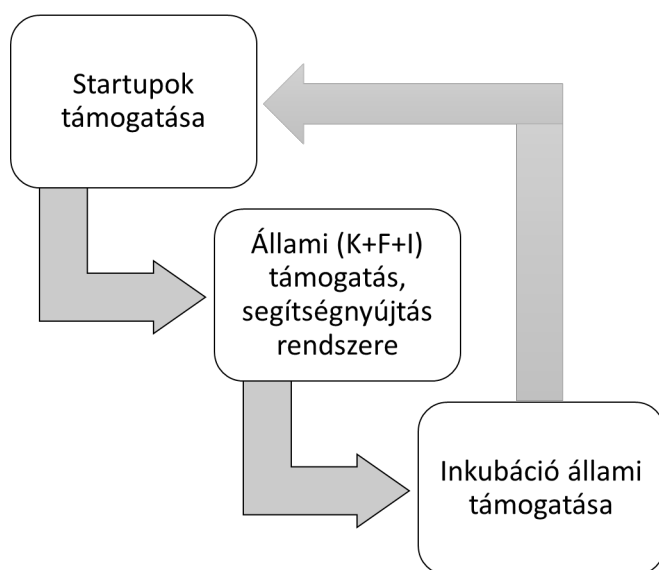 Startupok
támogatása
Állami (K+F+I)
támogatás,
segítségnyújtás
rendszere
Inkubáció állami
támogatása